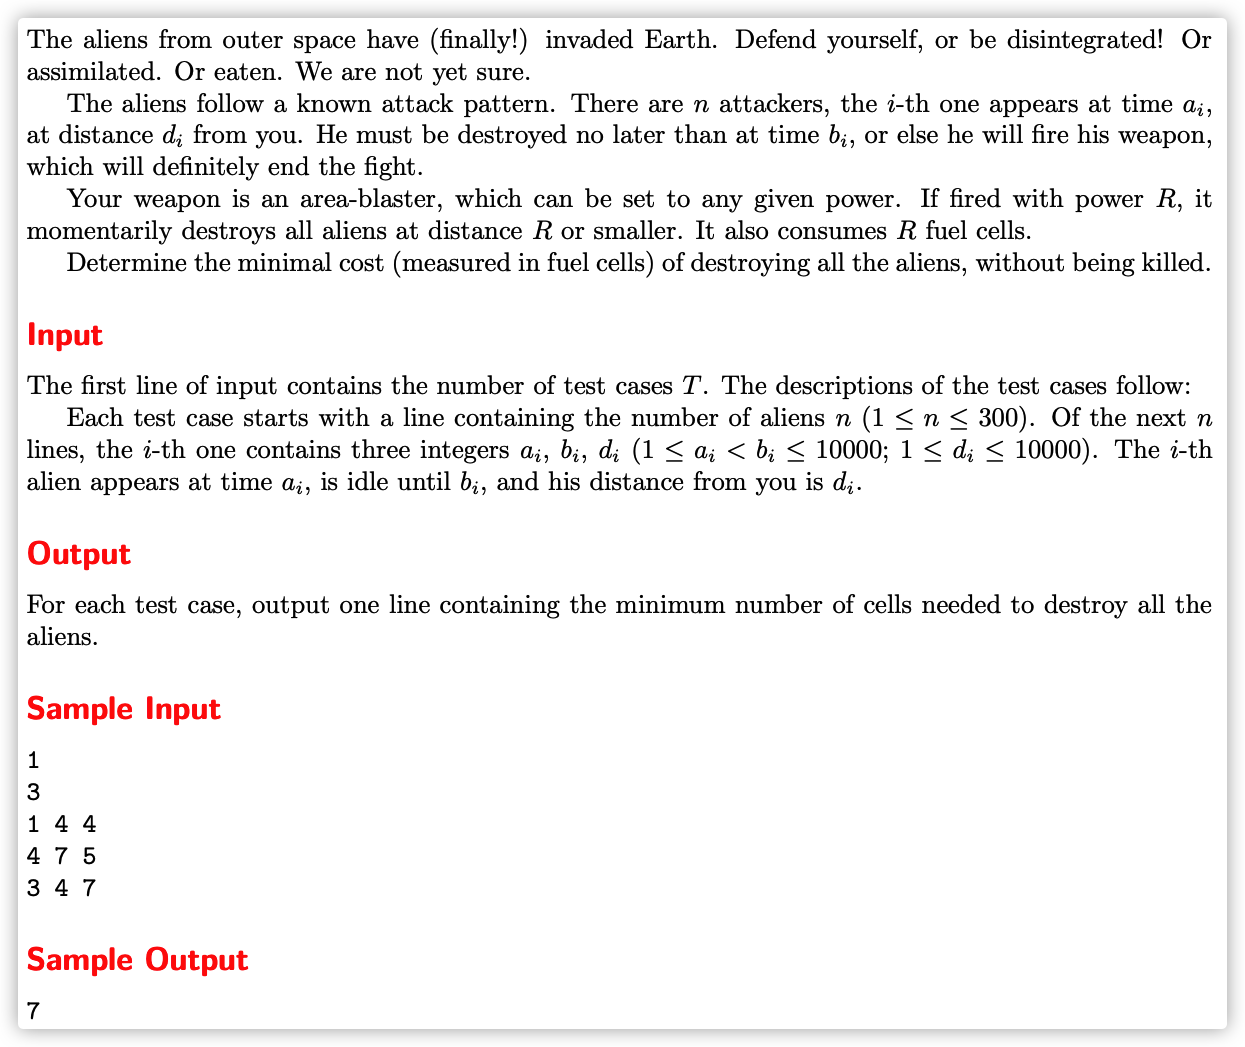 The aliens from outer space have (finally!) invaded Earth. Defend yourself, or be disintegrated! Or
assimilated. Or eaten. We are not yet sure.
The aliens follow a known attack pattern. There are n attackers, the i-th one appears at time a_i,
at distance d_i from you. He must be destroyed no later than at time b_i, or else he will fire his weapon,
which will definitely end the fight.
Your weapon is an area-blaster, which can be set to any given power. If fired with power R, it
momentarily destroys all aliens at distance R or smaller. It also consumes R fuel cells.
Determine the minimal cost (measured in fuel cells) of destroying all the aliens, without being killed.
Input
The first line of input contains the number of test cases T. The descriptions of the test cases follow:
Each test case starts with a line containing the number of aliens n (1 ≤ n ≤ 300). Of the next n
lines, the i-th one contains three integers a_i, b_i, d_i (1 ≤ a_i < b_i ≤ 10000; 1 ≤ d_i ≤ 10000). The i-th
alien appears at time a_i, is idle until b_i, and his distance from you is d_i.
Output
For each test case, output one line containing the minimum number of cells needed to destroy all the
aliens.
Sample Input
1
3
1 4 4
4 7 5
3 4 7
Sample Output
7